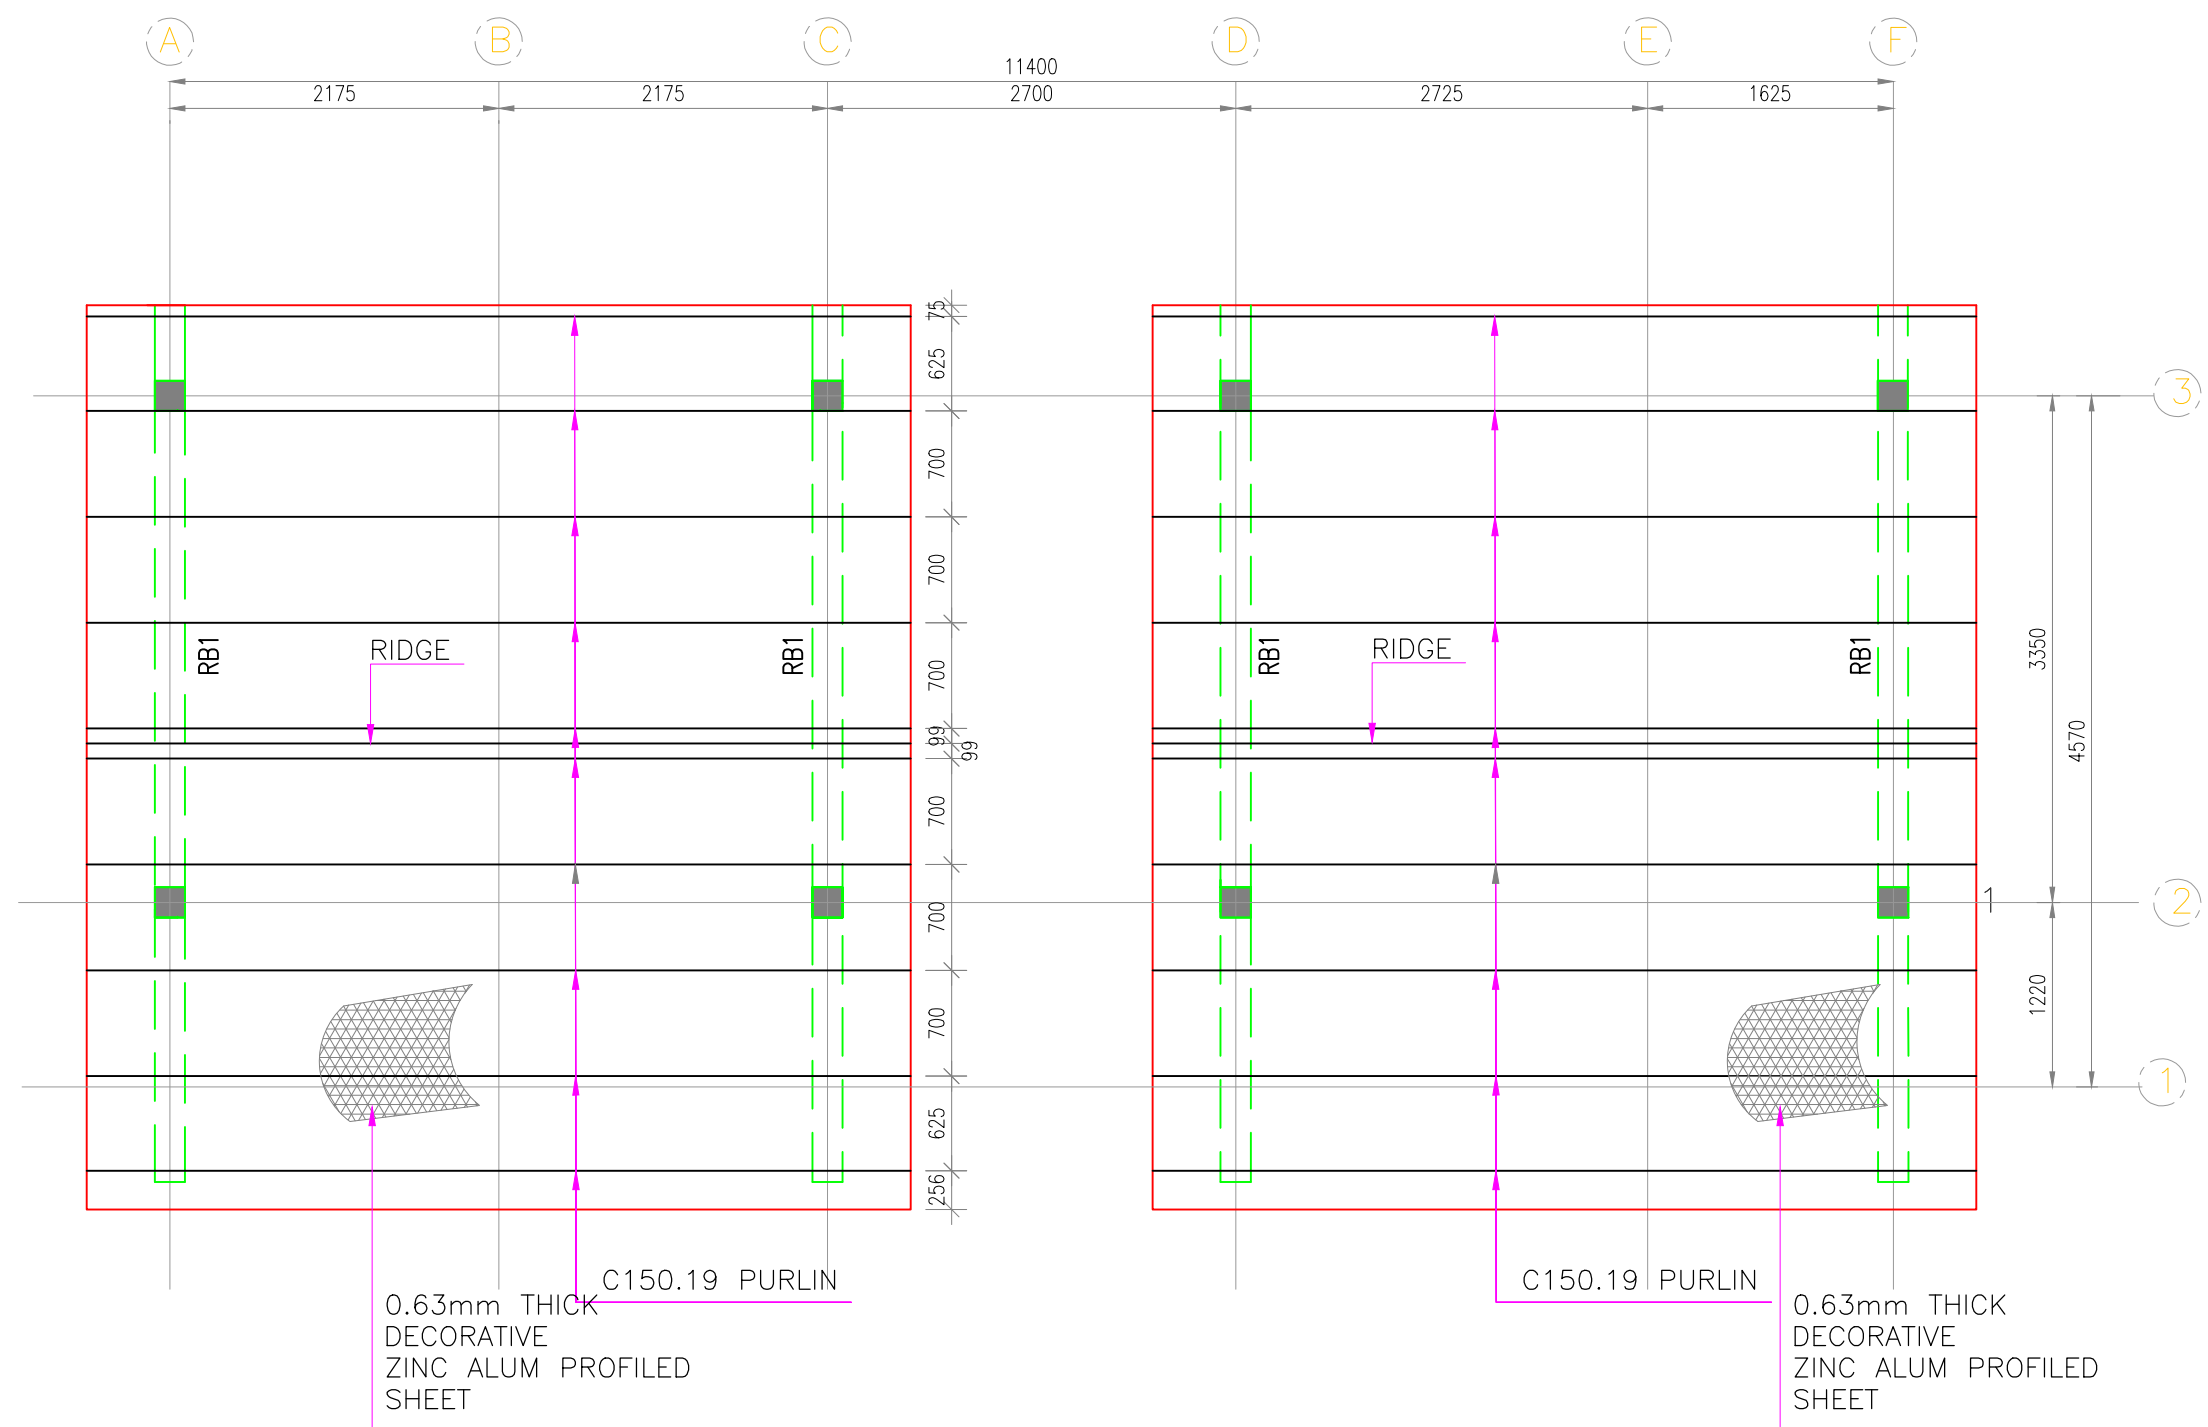 A
B
C
D
E
F
11400
2175
2175
2700
2725
1625
75
625
700
700
700
99
99
700
700
700
625
256
RB1
RB1
RB1
RB1
RIDGE
RIDGE
3
2
1
1
3350
4570
1220
C150.19 PURLIN
C150.19 PURLIN
0.63mm THICK
DECORATIVE
ZINC ALUM PROFILED
SHEET
0.63mm THICK
DECORATIVE
ZINC ALUM PROFILED
SHEET